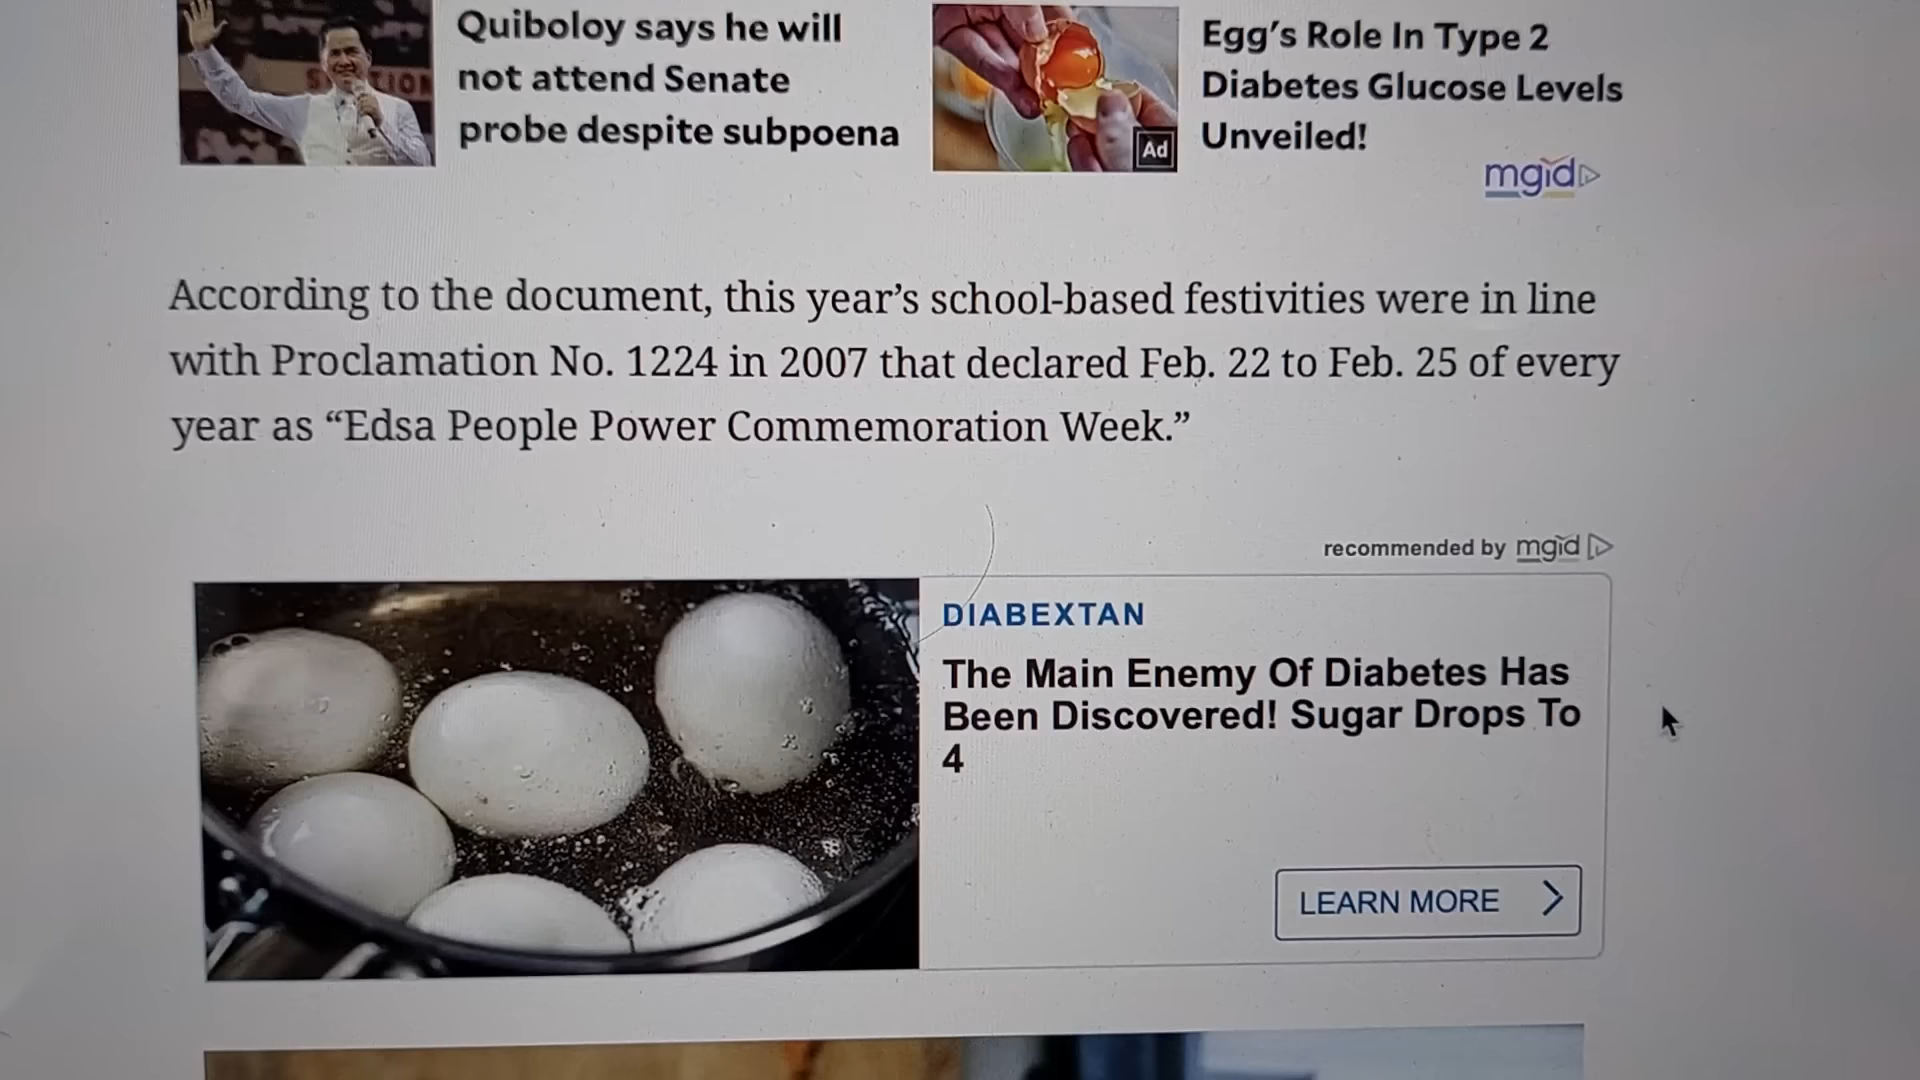 Quiboloy says he will
not attend Senate
probe despite subpoena
Ad
Egg’s Role In Type 2
Diabetes Glucose Levels
Unveiled!
mgid
According to the document, this year’s school-based festivities were in line
with Proclamation No. 1224 in 2007 that declared Feb. 22 to Feb. 25 of every
year as “Edsa People Power Commemoration Week.”
recommended by mgid
DIABEXTAN
The Main Enemy Of Diabetes Has
Been Discovered! Sugar Drops To
4
LEARN MORE